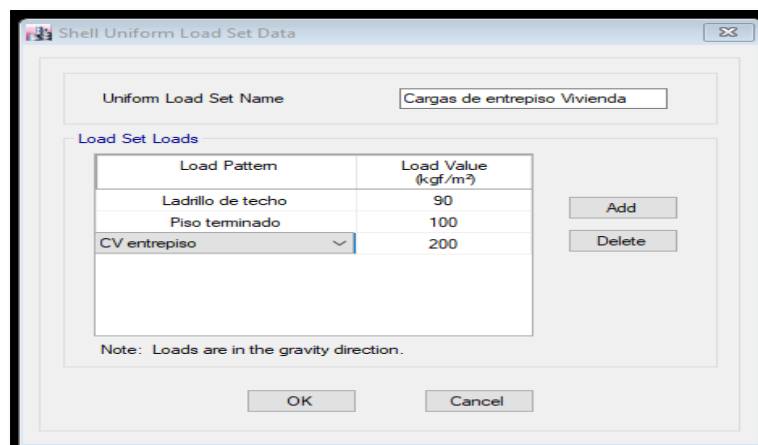 Shell Uniform Load Set Data
Uniform Load Set Name Cargas de entrepiso Vivienda
Load Set Loads
Load Pattern Load Value
(kgf/m²)
Ladrillo de techo 90
Add
Piso terminado 100
CV entrepiso 200 Delete
Note: Loads are in the gravity direction.
OK Cancel